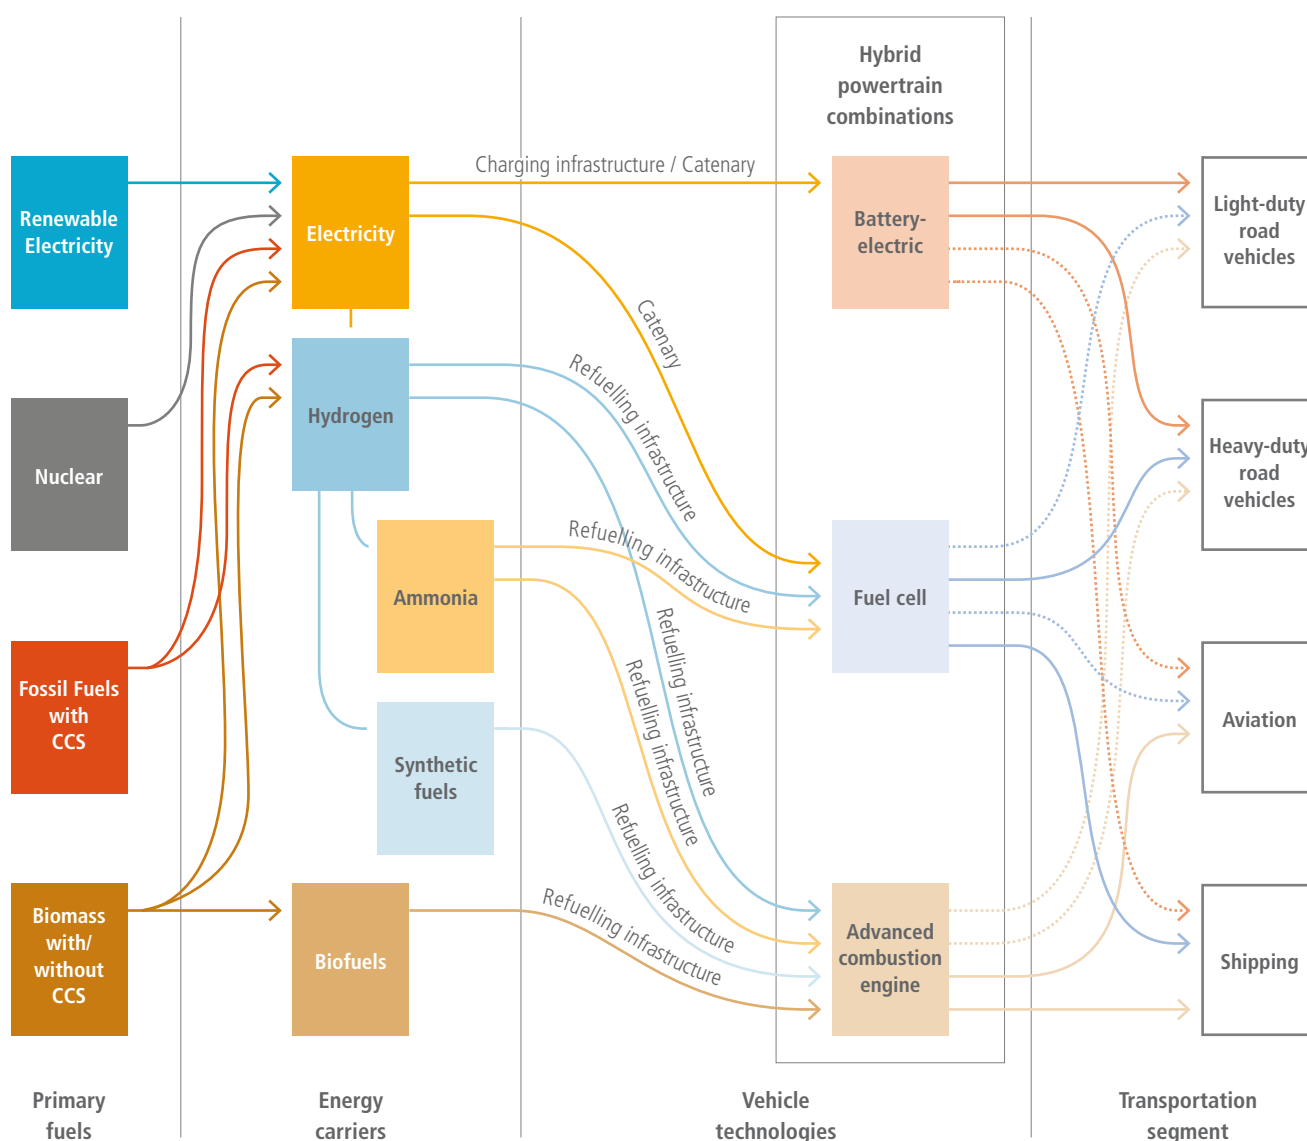 Hybrid
powertrain
combinations
Renewable
Electricity
Nuclear
Fossil Fuels
with
CCS
Biomass
with/
without
CCS
Electricity
Hydrogen
Ammonia
Synthetic
fuels
Biofuels
Charging infrastructure / Catenary
Catenary
Refuelling infrastructure
Refuelling infrastructure
Refuelling infrastructure
Refuelling infrastructure
Refuelling infrastructure
Refuelling infrastructure
Battery-
electric
Fuel cell
Advanced
combustion
engine
Light-duty
road
vehicles
Heavy-duty
road
vehicles
Aviation
Shipping
Primary
fuels
Energy
carriers
Vehicle
technologies
Transportation
segment